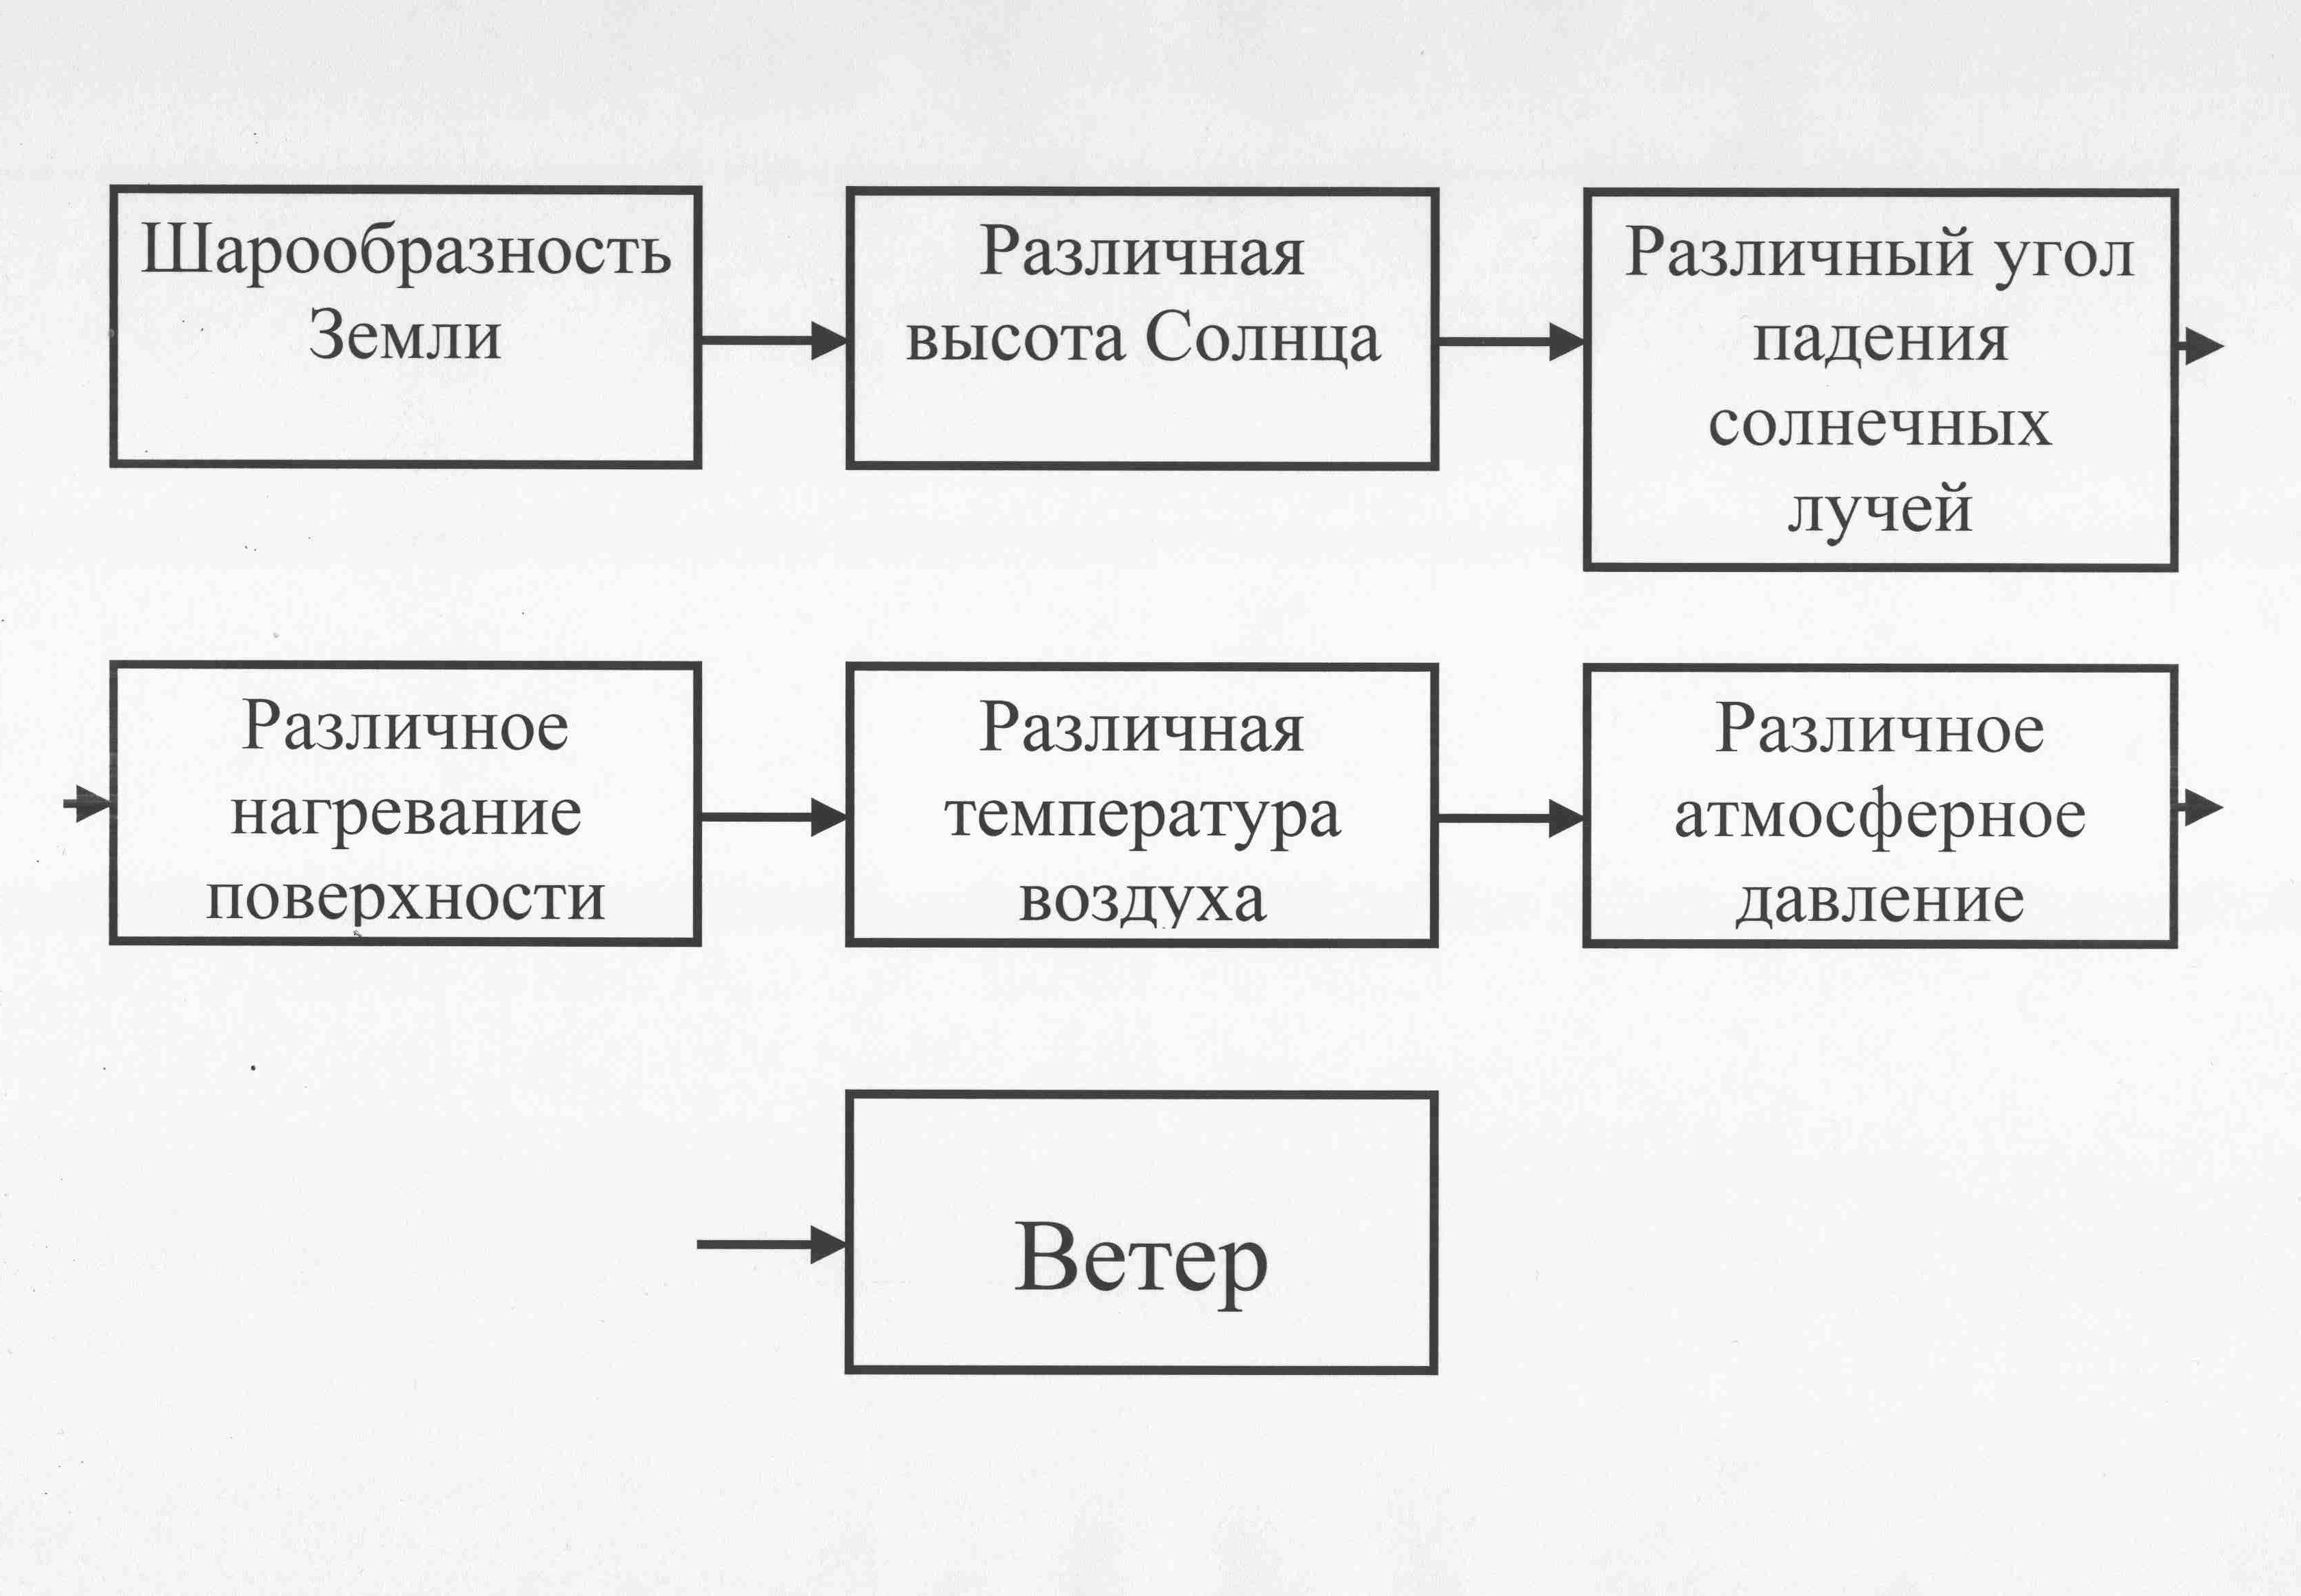 Шарообразность
Земли
Различная
высота Солнца
Различный угол
падения
солнечных
лучей
Различное
нагревание
поверхности
Различная
температура
воздуха
Различное
атмосферное
давление
Ветер